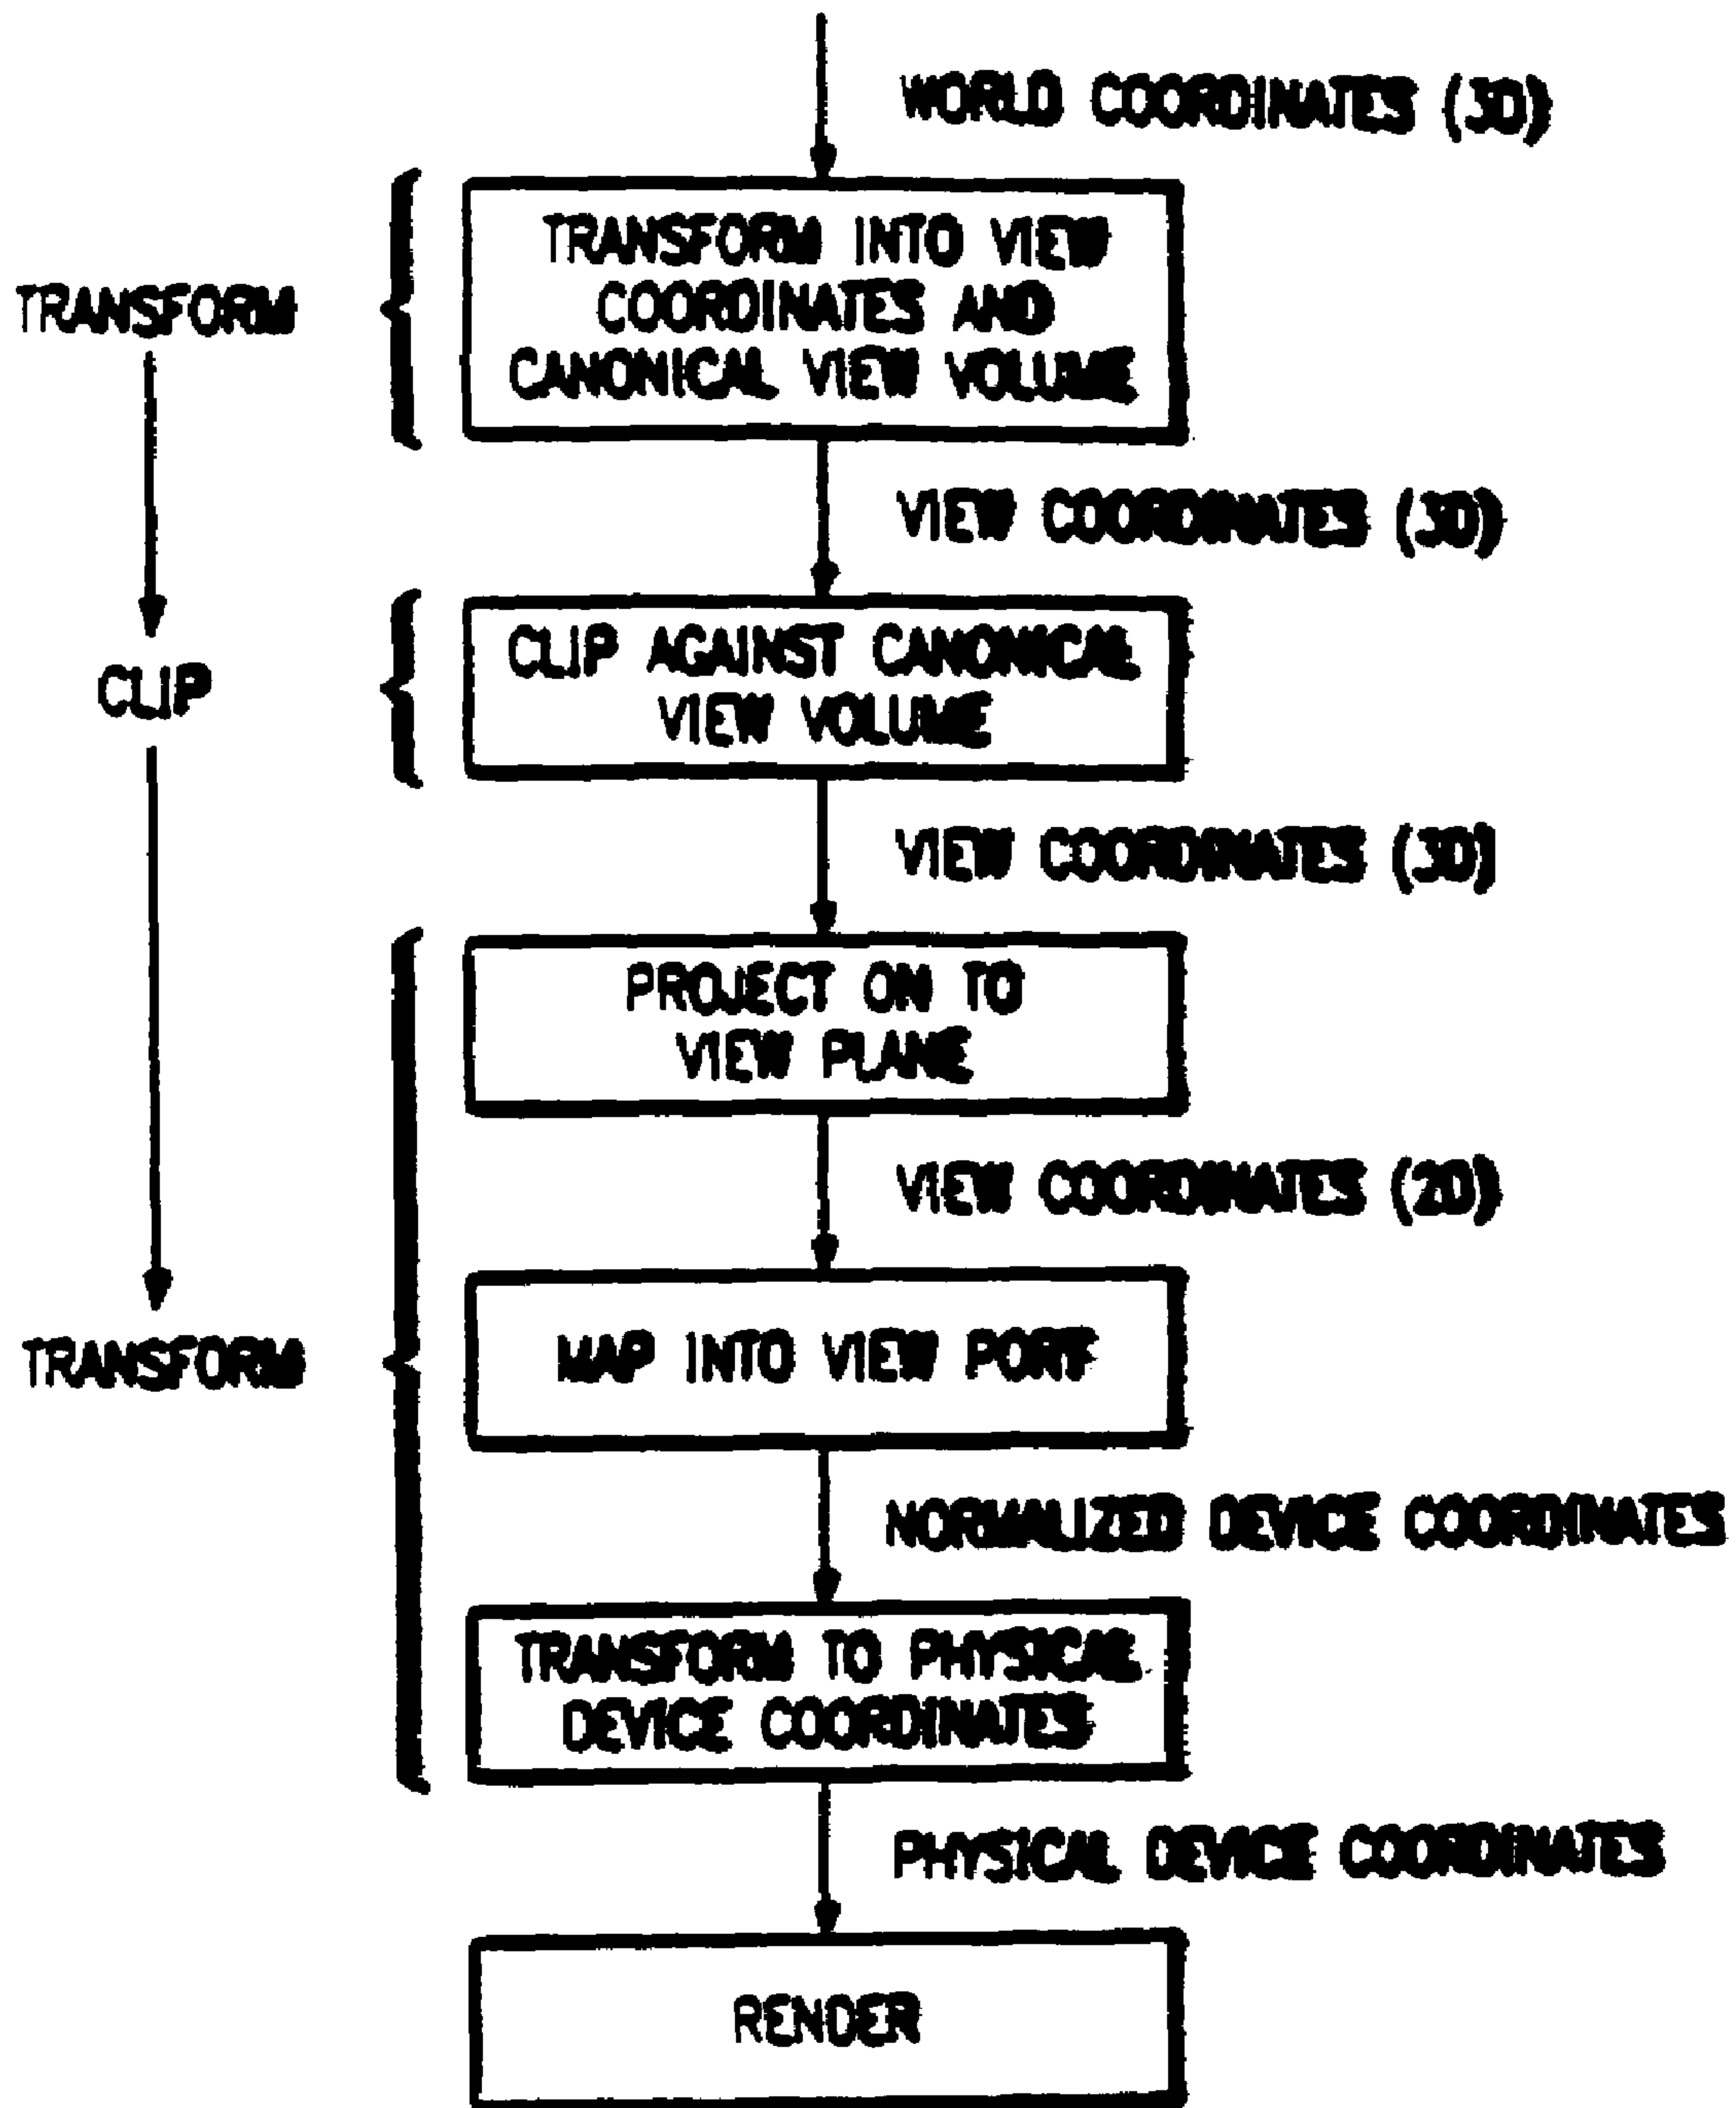 WORLD COORDINATES (3D)
TRANSFORM INTO VIEW
COORDINATES AND
CANONICAL VIEW VOLUME
TRANSFORM
VIEW COORDINATES (3D)
CLIP AGAINST CANONICAL
VIEW VOLUME
CLIP
VIEW COORDINATES (3D)
PROJECT ON TO
VIEW PLANE
VIEW COORDINATES (2D)
MAP INTO VIEW PORT
TRANSFORM
NORMALIZED DEVICE COORDINATES
TRANSFORM TO PHYSICAL
DEVICE COORDINATES
PHYSICAL DEVICE COORDINATES
RENDER